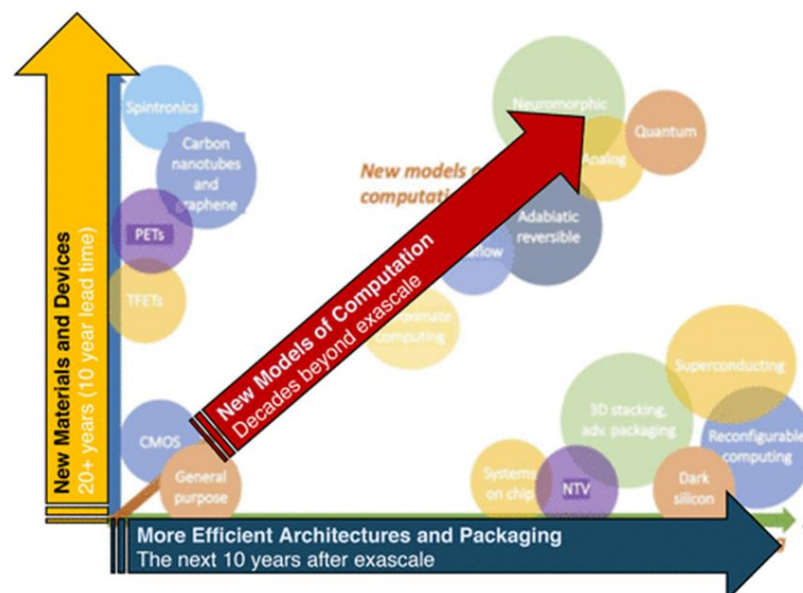 Spintronics
Carbon
nanotubes
and
graphene
PETs
TFETs
CMOS
General
purpose
New Materials and Devices
20+ years (10 year lead time)
Neuromorphic
Quantum
Analog
New models
Adabiatic
reversible
computing
New Models of Computation
Decades beyond exascale
Superconducting
3D stacking,
adv. packaging
Reconfigurable
computing
Systems
on chip
NTV
Dark
silicon
More Efficient Architectures and Packaging
The next 10 years after exascale